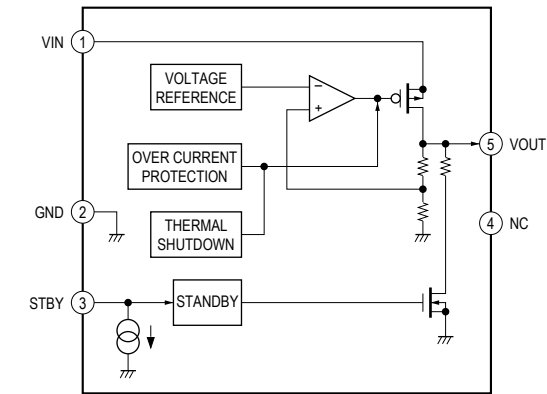 VIN 1
VOLTAGE
REFERENCE
−
+
5 VOUT
OVER CURRENT
PROTECTION
GND 2
THERMAL
SHUTDOWN
4 NC
STBY 3
STANDBY